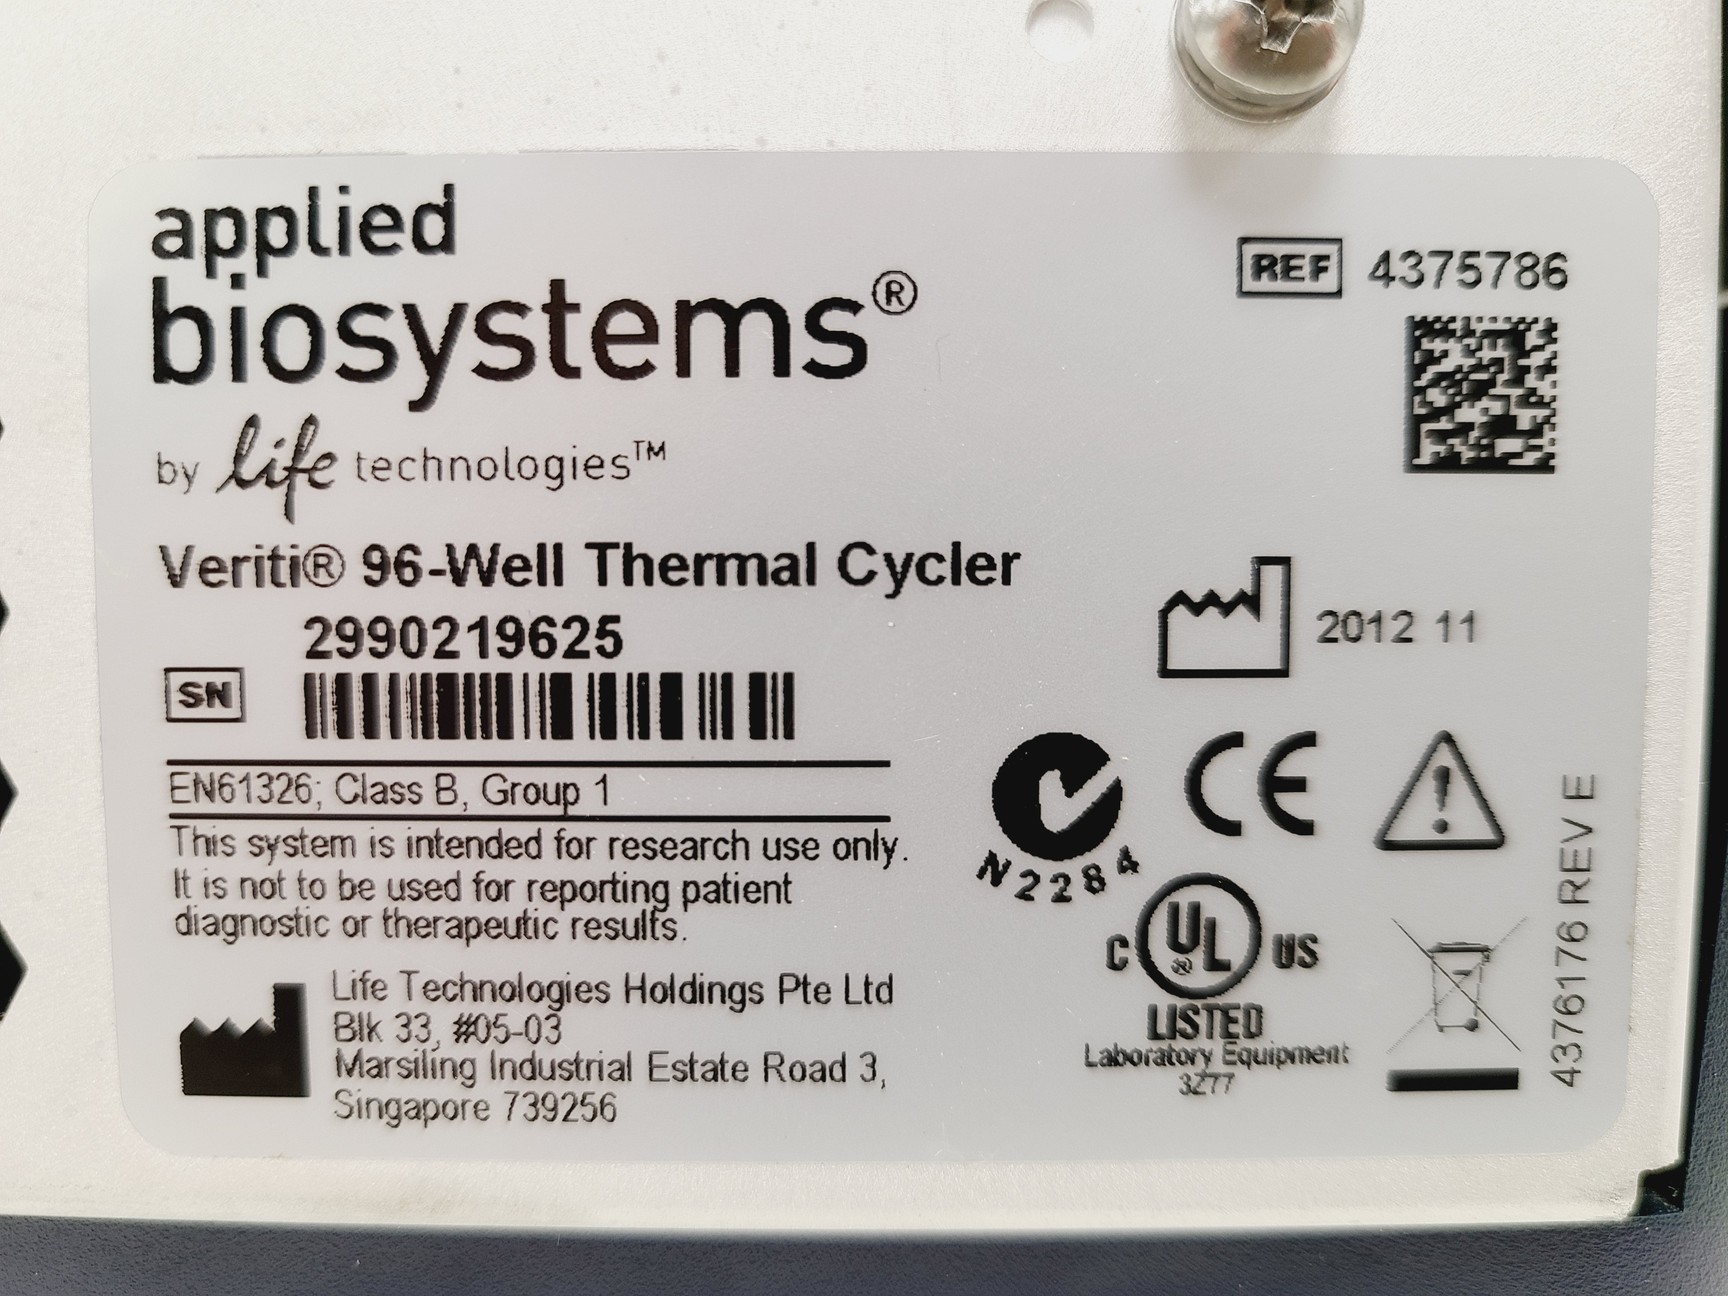 applied
biosystems®
by life technologies™
REF 4375786
Veriti® 96-Well Thermal Cycler
2990219625
SN
2012 11
EN61326; Class B, Group 1
This system is intended for research use only.
It is not to be used for reporting patient
diagnostic or therapeutic results.
Life Technologies Holdings Pte Ltd
Blk 33, #05-03
Marsiling Industrial Estate Road 3,
Singapore 739256
CE
N2284
C UL ® US
LISTED
Laboratory Equipment
3Z77
4376176 REV E